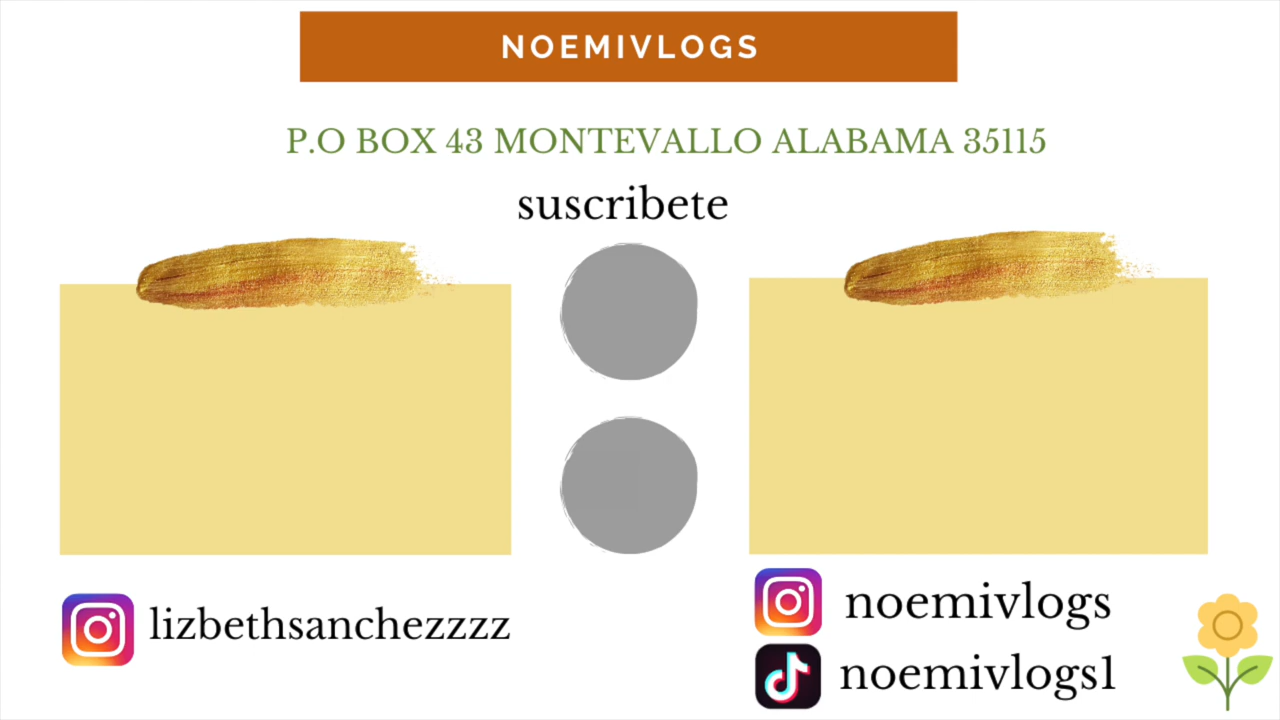 NOEMIVLOGS
P.O BOX 43 MONTEVALLO ALABAMA 35115
suscribete
lizbethsanchezzzz
noemivlogs
noemivlogs1